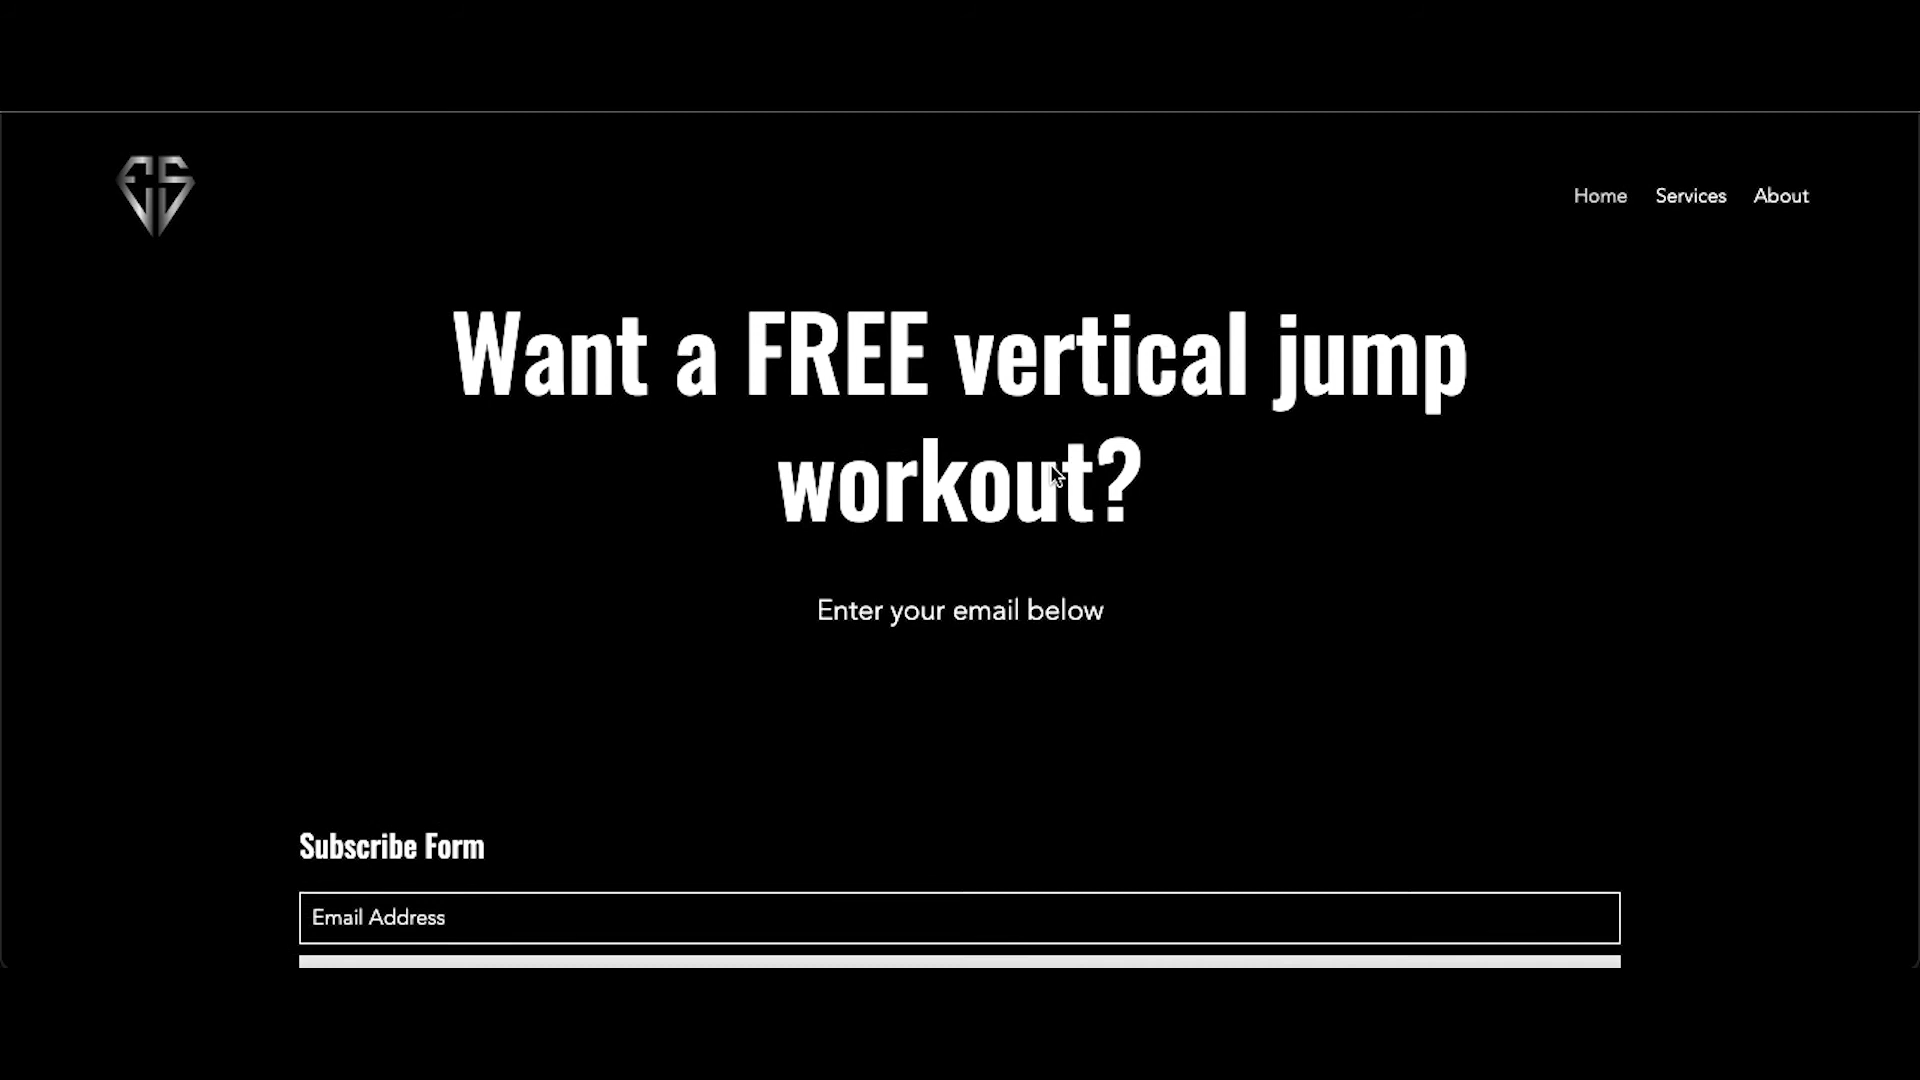 Home Services About
Want a FREE vertical jump
workout?
Enter your email below
Subscribe Form
Email Address